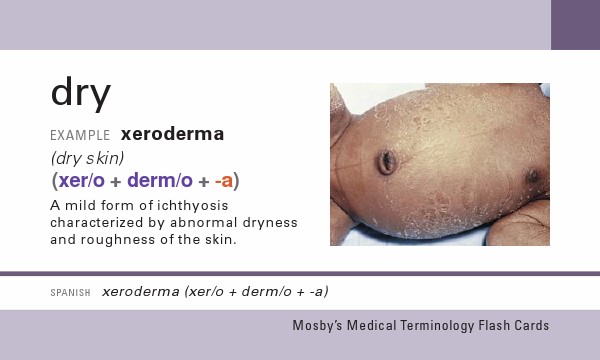 dry
EXAMPLE xeroderma
(dry skin)
(xer/o + derm/o + -a)
A mild form of ichthyosis
characterized by abnormal dryness
and roughness of the skin.
SPANISH xeroderma (xer/o + derm/o + -a)
Mosby's Medical Terminology Flash Cards